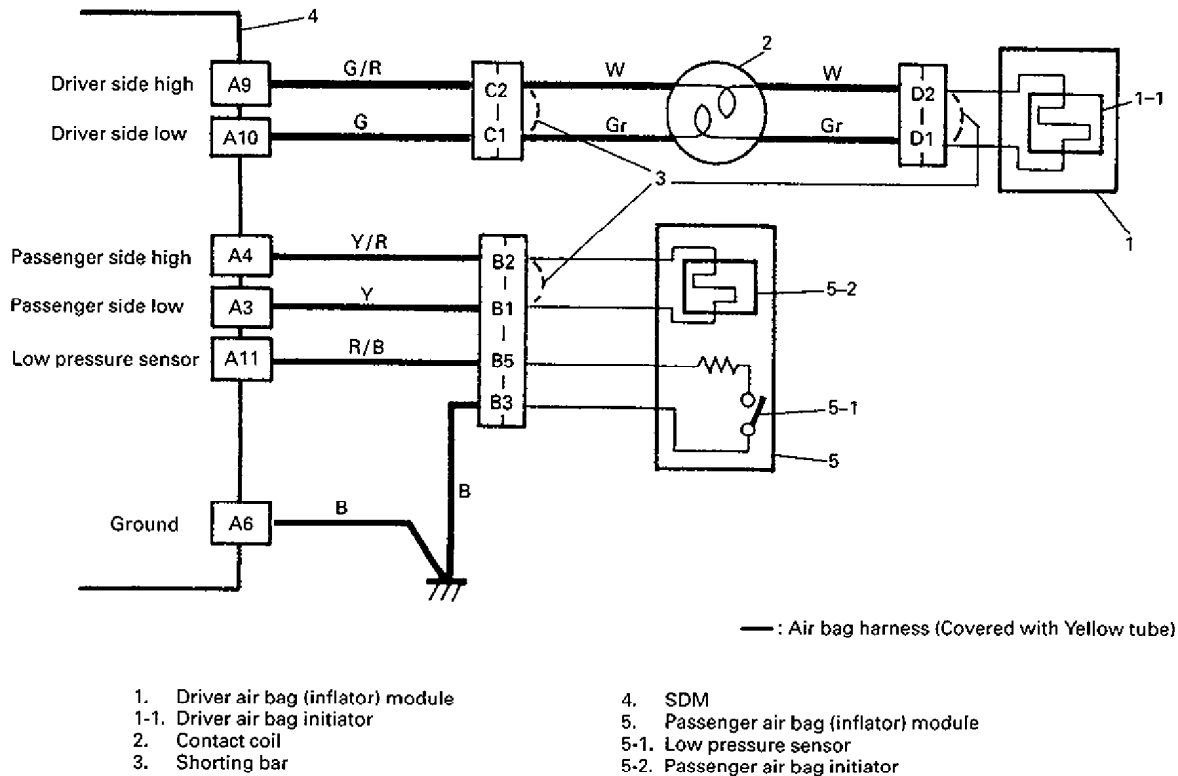 4
Driver side high
A9
G/R
C2
W
2
W
D2
1-1
Driver side low
A10
G
C1
Gr
Gr
D1
3
1
Passenger side high
A4
Y/R
B2
5-2
Passenger side low
A3
Y
B1
Low pressure sensor
A11
R/B
B5
B3
5-1
5
B
Ground
A6
B
: Air bag harness (Covered with Yellow tube)
1. Driver air bag (inflator) module
1-1. Driver air bag initiator
2. Contact coil
3. Shorting bar
4. SDM
5. Passenger air bag (inflator) module
5-1. Low pressure sensor
5-2. Passenger air bag initiator